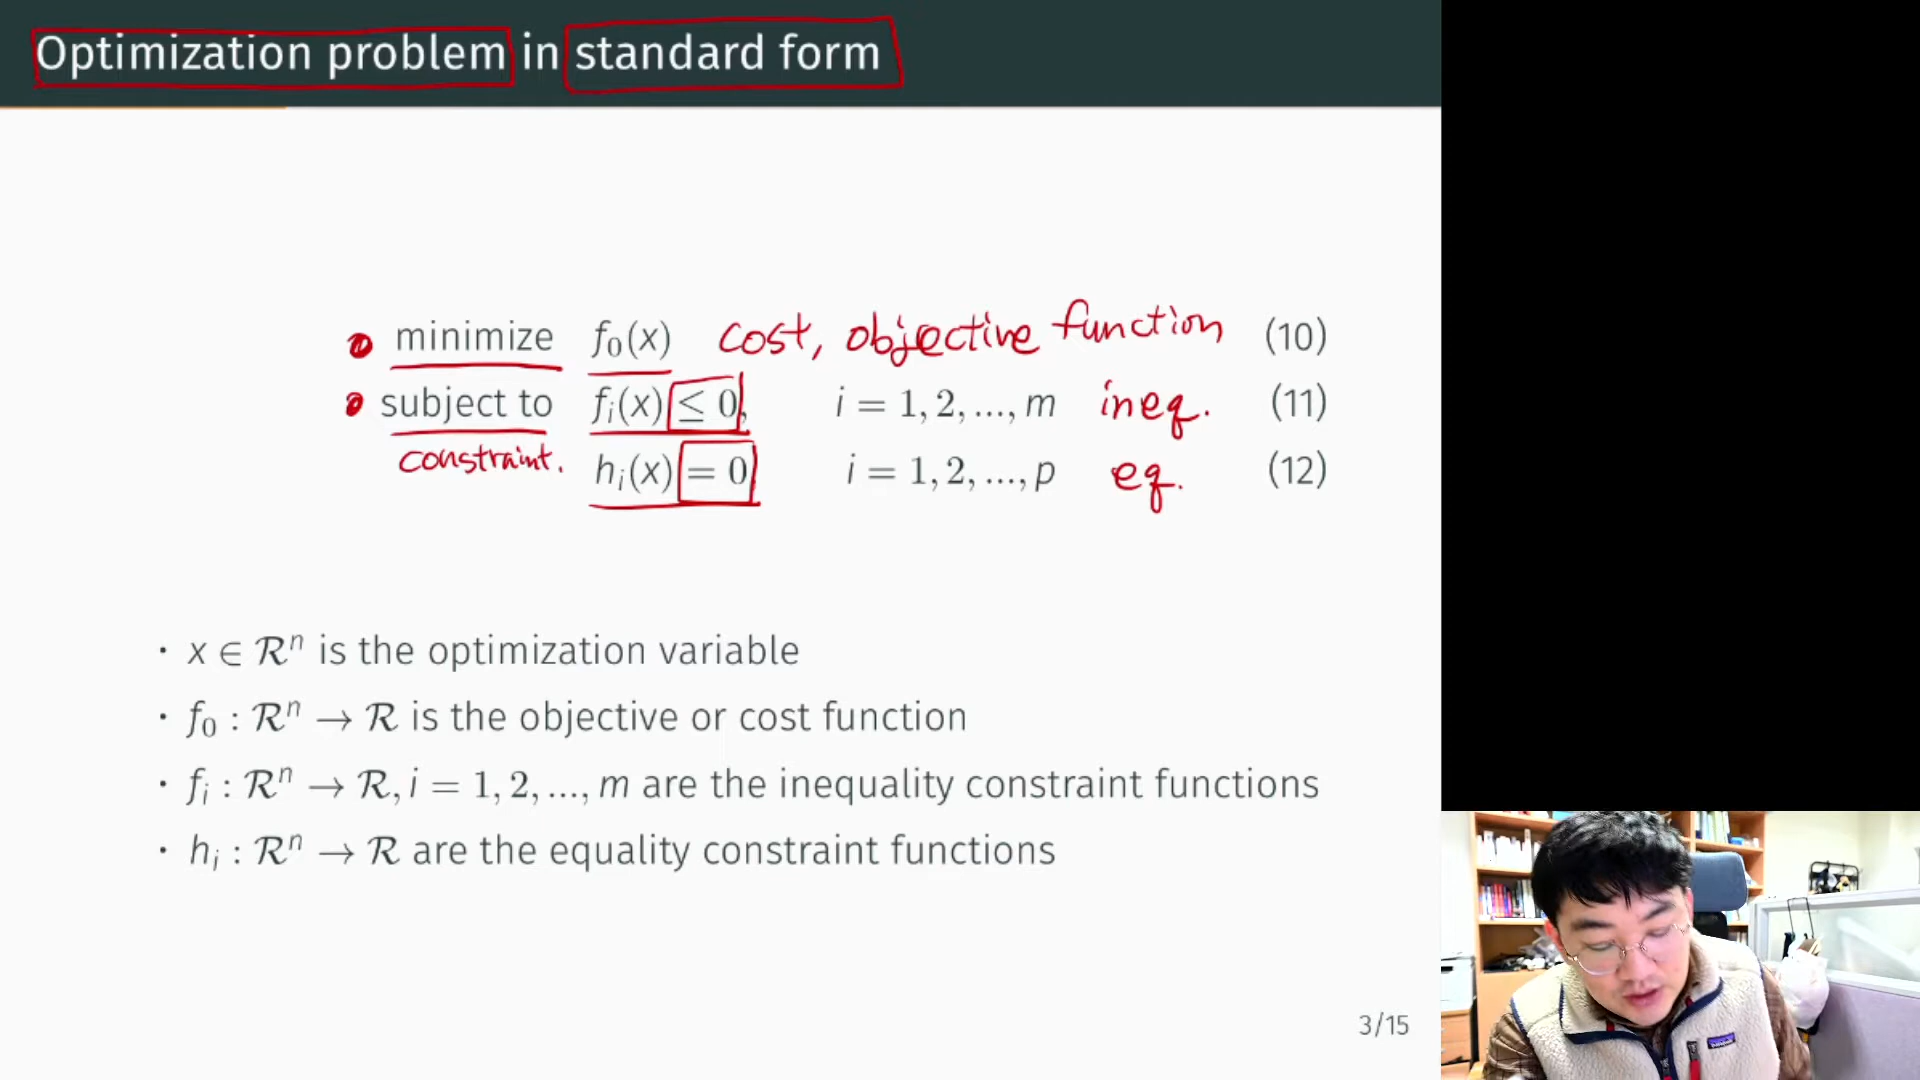 Optimization problem in standard form
minimize f₀(x) cost, objective function (10)
subject to fᵢ(x) ≤ 0, i = 1, 2, ..., m ineq. (11)
constraint. hᵢ(x) = 0 i = 1, 2, ..., p eq. (12)
· x ∈ ℛⁿ is the optimization variable
· f₀ : ℛⁿ → ℛ is the objective or cost function
· fᵢ : ℛⁿ → ℛ, i = 1, 2, ..., m are the inequality constraint functions
· hᵢ : ℛⁿ → ℛ are the equality constraint functions
3/15